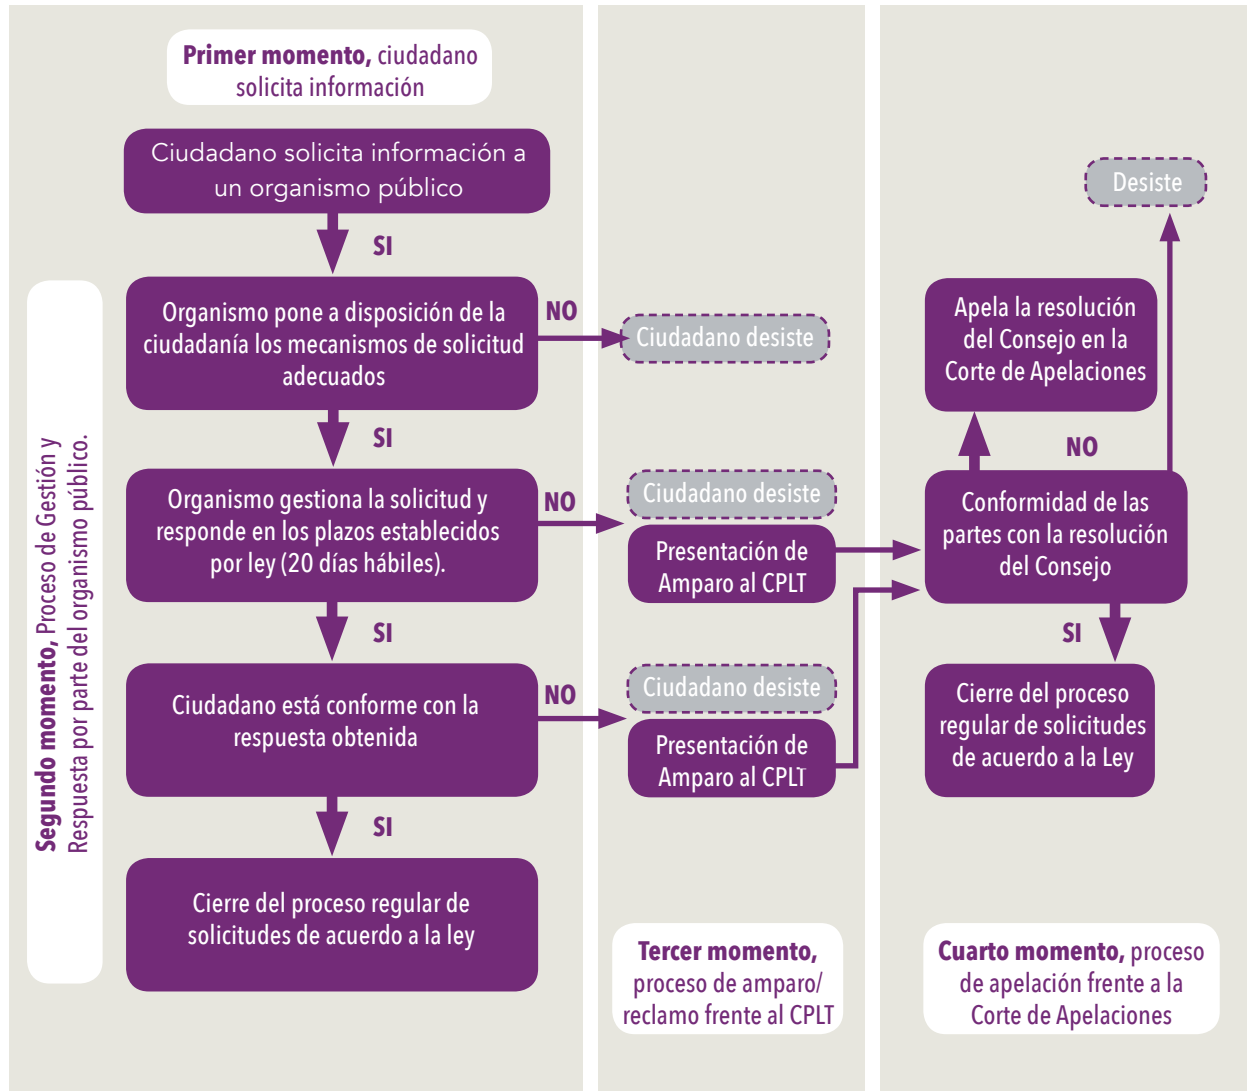 Primer momento, ciudadano
solicita información
Ciudadano solicita información a
un organismo público
SI
Segundo momento, Proceso de Gestión y
Respuesta por parte del organismo público.
Organismo pone a disposición de la
ciudadanía los mecanismos de solicitud
adecuados
NO
SI
Organismo gestiona la solicitud y
responde en los plazos establecidos
por ley (20 días hábiles).
NO
SI
Ciudadano está conforme con la
respuesta obtenida
NO
SI
Cierre del proceso regular de
solicitudes de acuerdo a la ley
Ciudadano desiste
Ciudadano desiste
Presentación de
Amparo al CPLT
Ciudadano desiste
Presentación de
Amparo al CPLT
Tercer momento,
proceso de amparo/
reclamo frente al CPLT
Desiste
Apela la resolución
del Consejo en la
Corte de Apelaciones
NO
Conformidad de las
partes con la resolución
del Consejo
SI
Cierre del proceso
regular de solicitudes
de acuerdo a la Ley
Cuarto momento, proceso
de apelación frente a la
Corte de Apelaciones